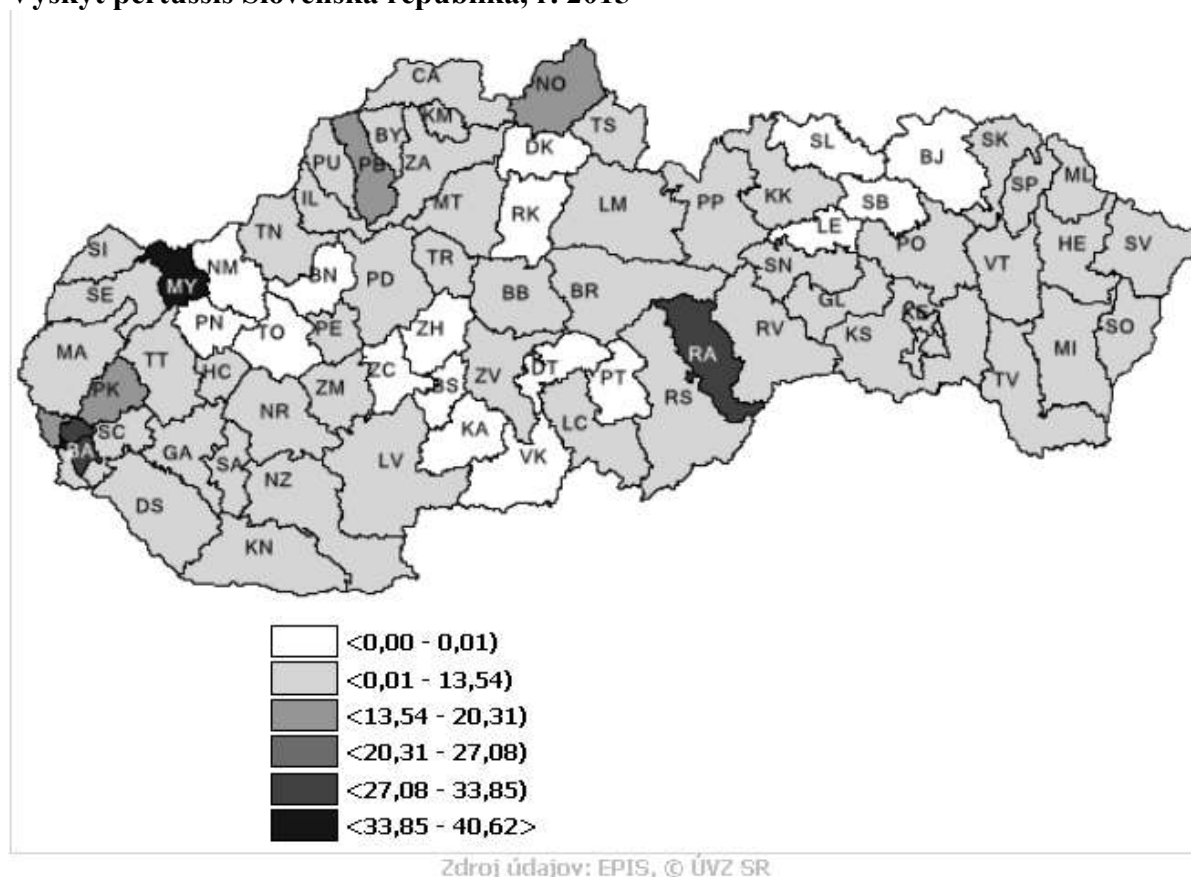 Výskyt pertussis Slovenská republika, r.
CA
NO
KM
TS
BY
DK
SL
BJ
SK
PU
PB
ZA
SP
ML
IL
MT
RK
LM
PP
KK
SB
TN
LE
PO
HE
SV
SI
NM
BN
PD
TR
SN
VT
MY
SE
BB
BR
GL
PN
TO
PE
ZH
RV
KS
KE
SO
MA
TT
HC
ZC
DT
RA
MI
PK
ZM
BS
ZV
PT
RS
TV
NR
LC
SC
KA
BA
GA
SA
LV
VK
DS
NZ
KN
<0,00 - 0,01)
<0,01 - 13,54)
<13,54 - 20,31)
<20,31 - 27,08)
<27,08 - 33,85)
<33,85 - 40,62>
Zdroj údajov: EPIS, © ÚVZ SR